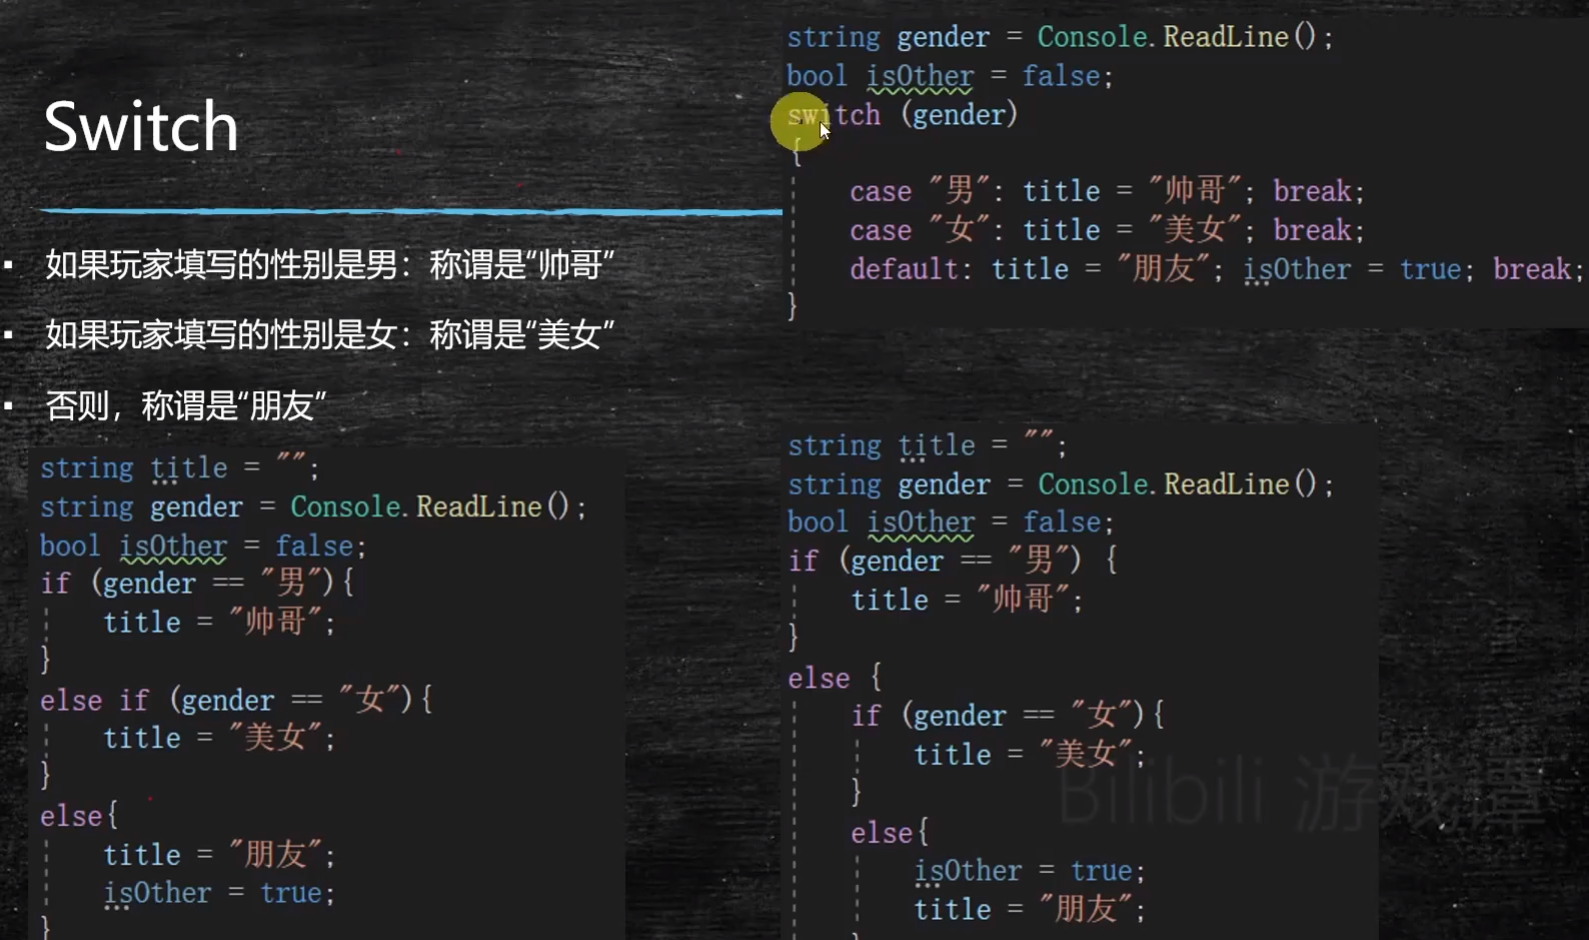 Switch
▪ 如果玩家填写的性别是男：称谓是“帅哥”
▪ 如果玩家填写的性别是女：称谓是“美女”
▪ 否则，称谓是“朋友”
string gender = Console.ReadLine();
bool isOther = false;
switch (gender)
{
    case "男": title = "帅哥"; break;
    case "女": title = "美女"; break;
    default: title = "朋友"; isOther = true; break;
}
string title = "";
string gender = Console.ReadLine();
bool isOther = false;
if (gender == "男"){
    title = "帅哥";
}
else if (gender == "女"){
    title = "美女";
}
else{
    title = "朋友";
    isOther = true;
}
string title = "";
string gender = Console.ReadLine();
bool isOther = false;
if (gender == "男") {
    title = "帅哥";
}
else {
    if (gender == "女"){
        title = "美女";
    }
    else{
        isOther = true;
        title = "朋友";
    }
Bilibili 游戏谭